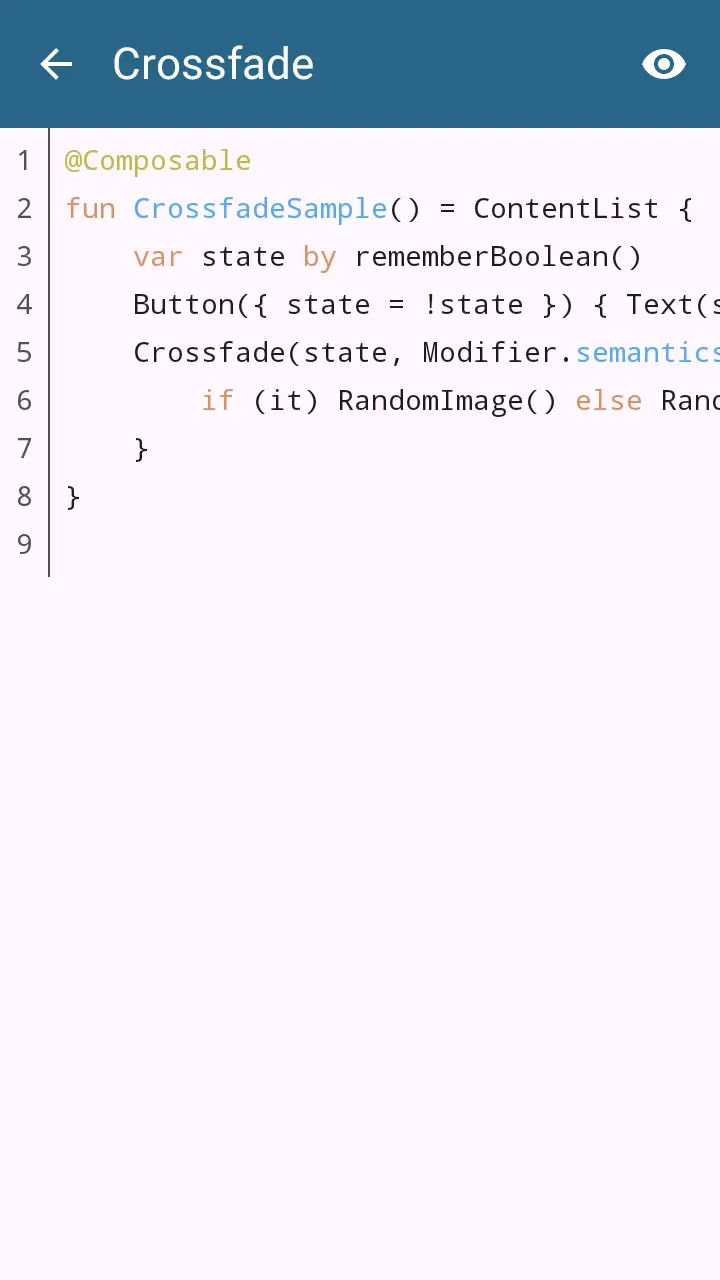 Crossfade
1 @Composable
2 fun CrossfadeSample() = ContentList {
3 var state by rememberBoolean()
4 Button({ state = !state }) { Text(s
5 Crossfade(state, Modifier.semantics
6 if (it) RandomImage() else Rand
7 }
8 }
9